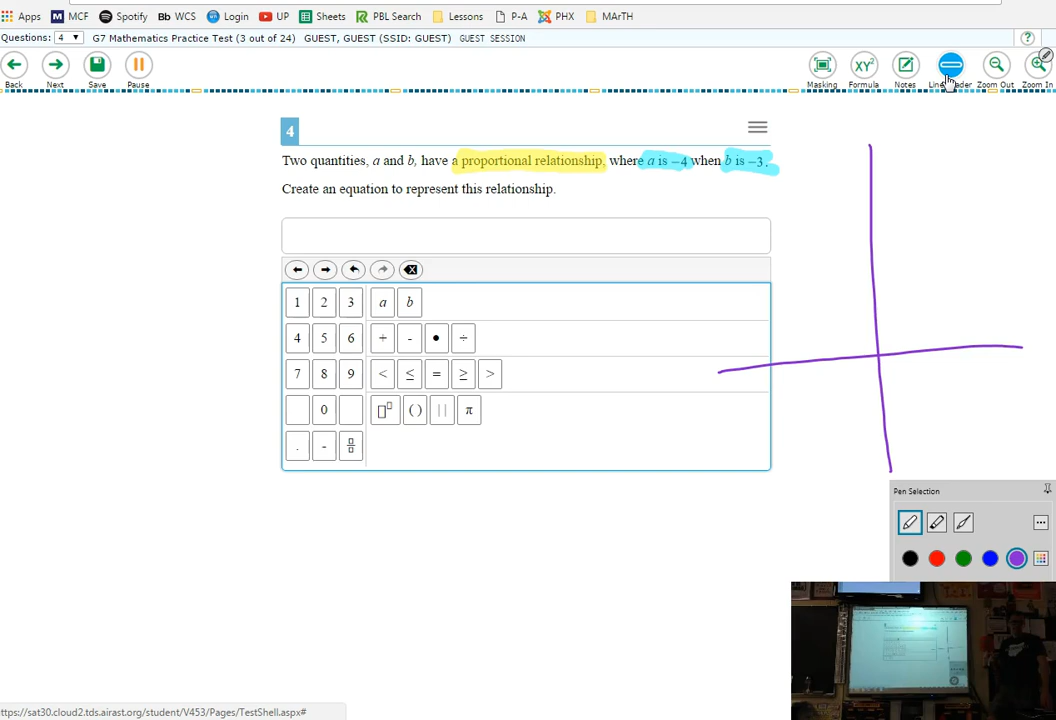 Apps MCF Spotify Bb WCS Login UP Sheets PBL Search Lessons P-A PHX MArTH
Questions: 4 G7 Mathematics Practice Test (3 out of 24) GUEST, GUEST (SSID: GUEST) GUEST SESSION ?
XY²
Back Next Save Pause Masking Formula Notes Zoom Out Zoom In
4
Two quantities, a and b, have a proportional relationship, where a is −4 when b is −3.
Create an equation to represent this relationship.
1 2 3 a b
4 5 6 + - • ÷
7 8 9 < ≤ = ≥ >
0 ( ) | | π
. -
Pen Selection
https://sat30.cloud2.tds.airast.org/student/V453/Pages/TestShell.aspx#